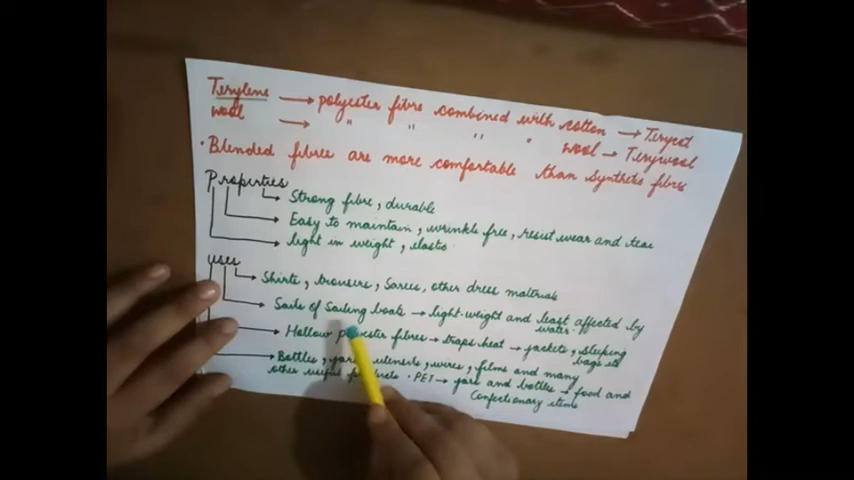 Terylene → polyester fibre combined with cotton → Terycot
wool → " " " " wool → Terywool
• Blended fibres are more comfortable than synthetic fibres
Properties
→ Strong fibre, durable
→ Easy to maintain, wrinkle free, resist wear and tear
→ light in weight, elastic
uses
→ Shirts, trousers, Sarees, other dress materials
→ Sails of Sailing boats → light-weight and least affected by
water.
→ Hollow polyester fibres → traps heat → jackets, sleeping
bags etc
→ Bottles, utensils, wires, films and many
other useful products • PET → jars and bottles → food and
Confectionary items